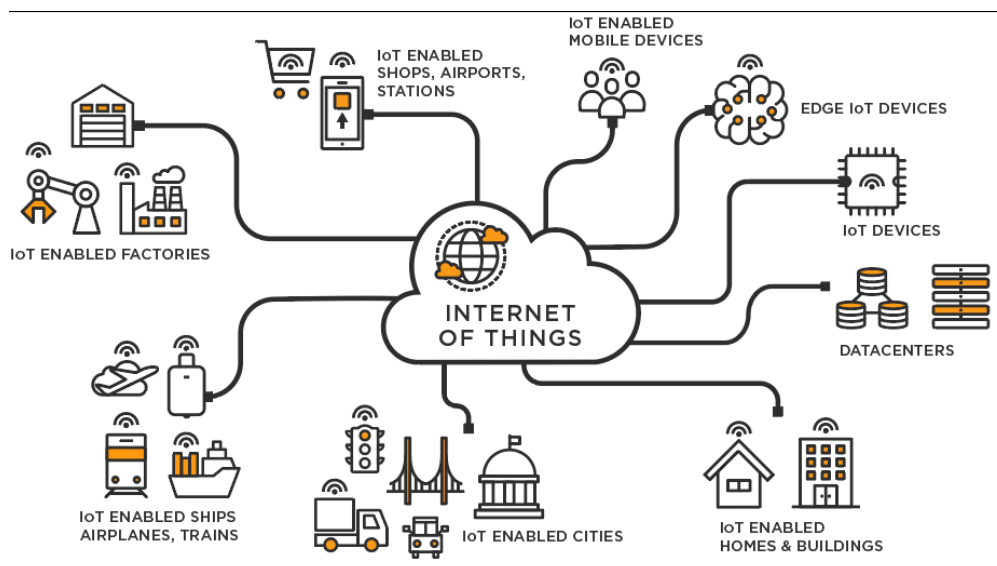 IoT ENABLED
MOBILE DEVICES
IoT ENABLED
SHOPS, AIRPORTS,
STATIONS
EDGE IoT DEVICES
IoT DEVICES
IoT ENABLED FACTORIES
INTERNET
OF THINGS
DATACENTERS
IoT ENABLED SHIPS
AIRPLANES, TRAINS
IoT ENABLED CITIES
IoT ENABLED
HOMES & BUILDINGS